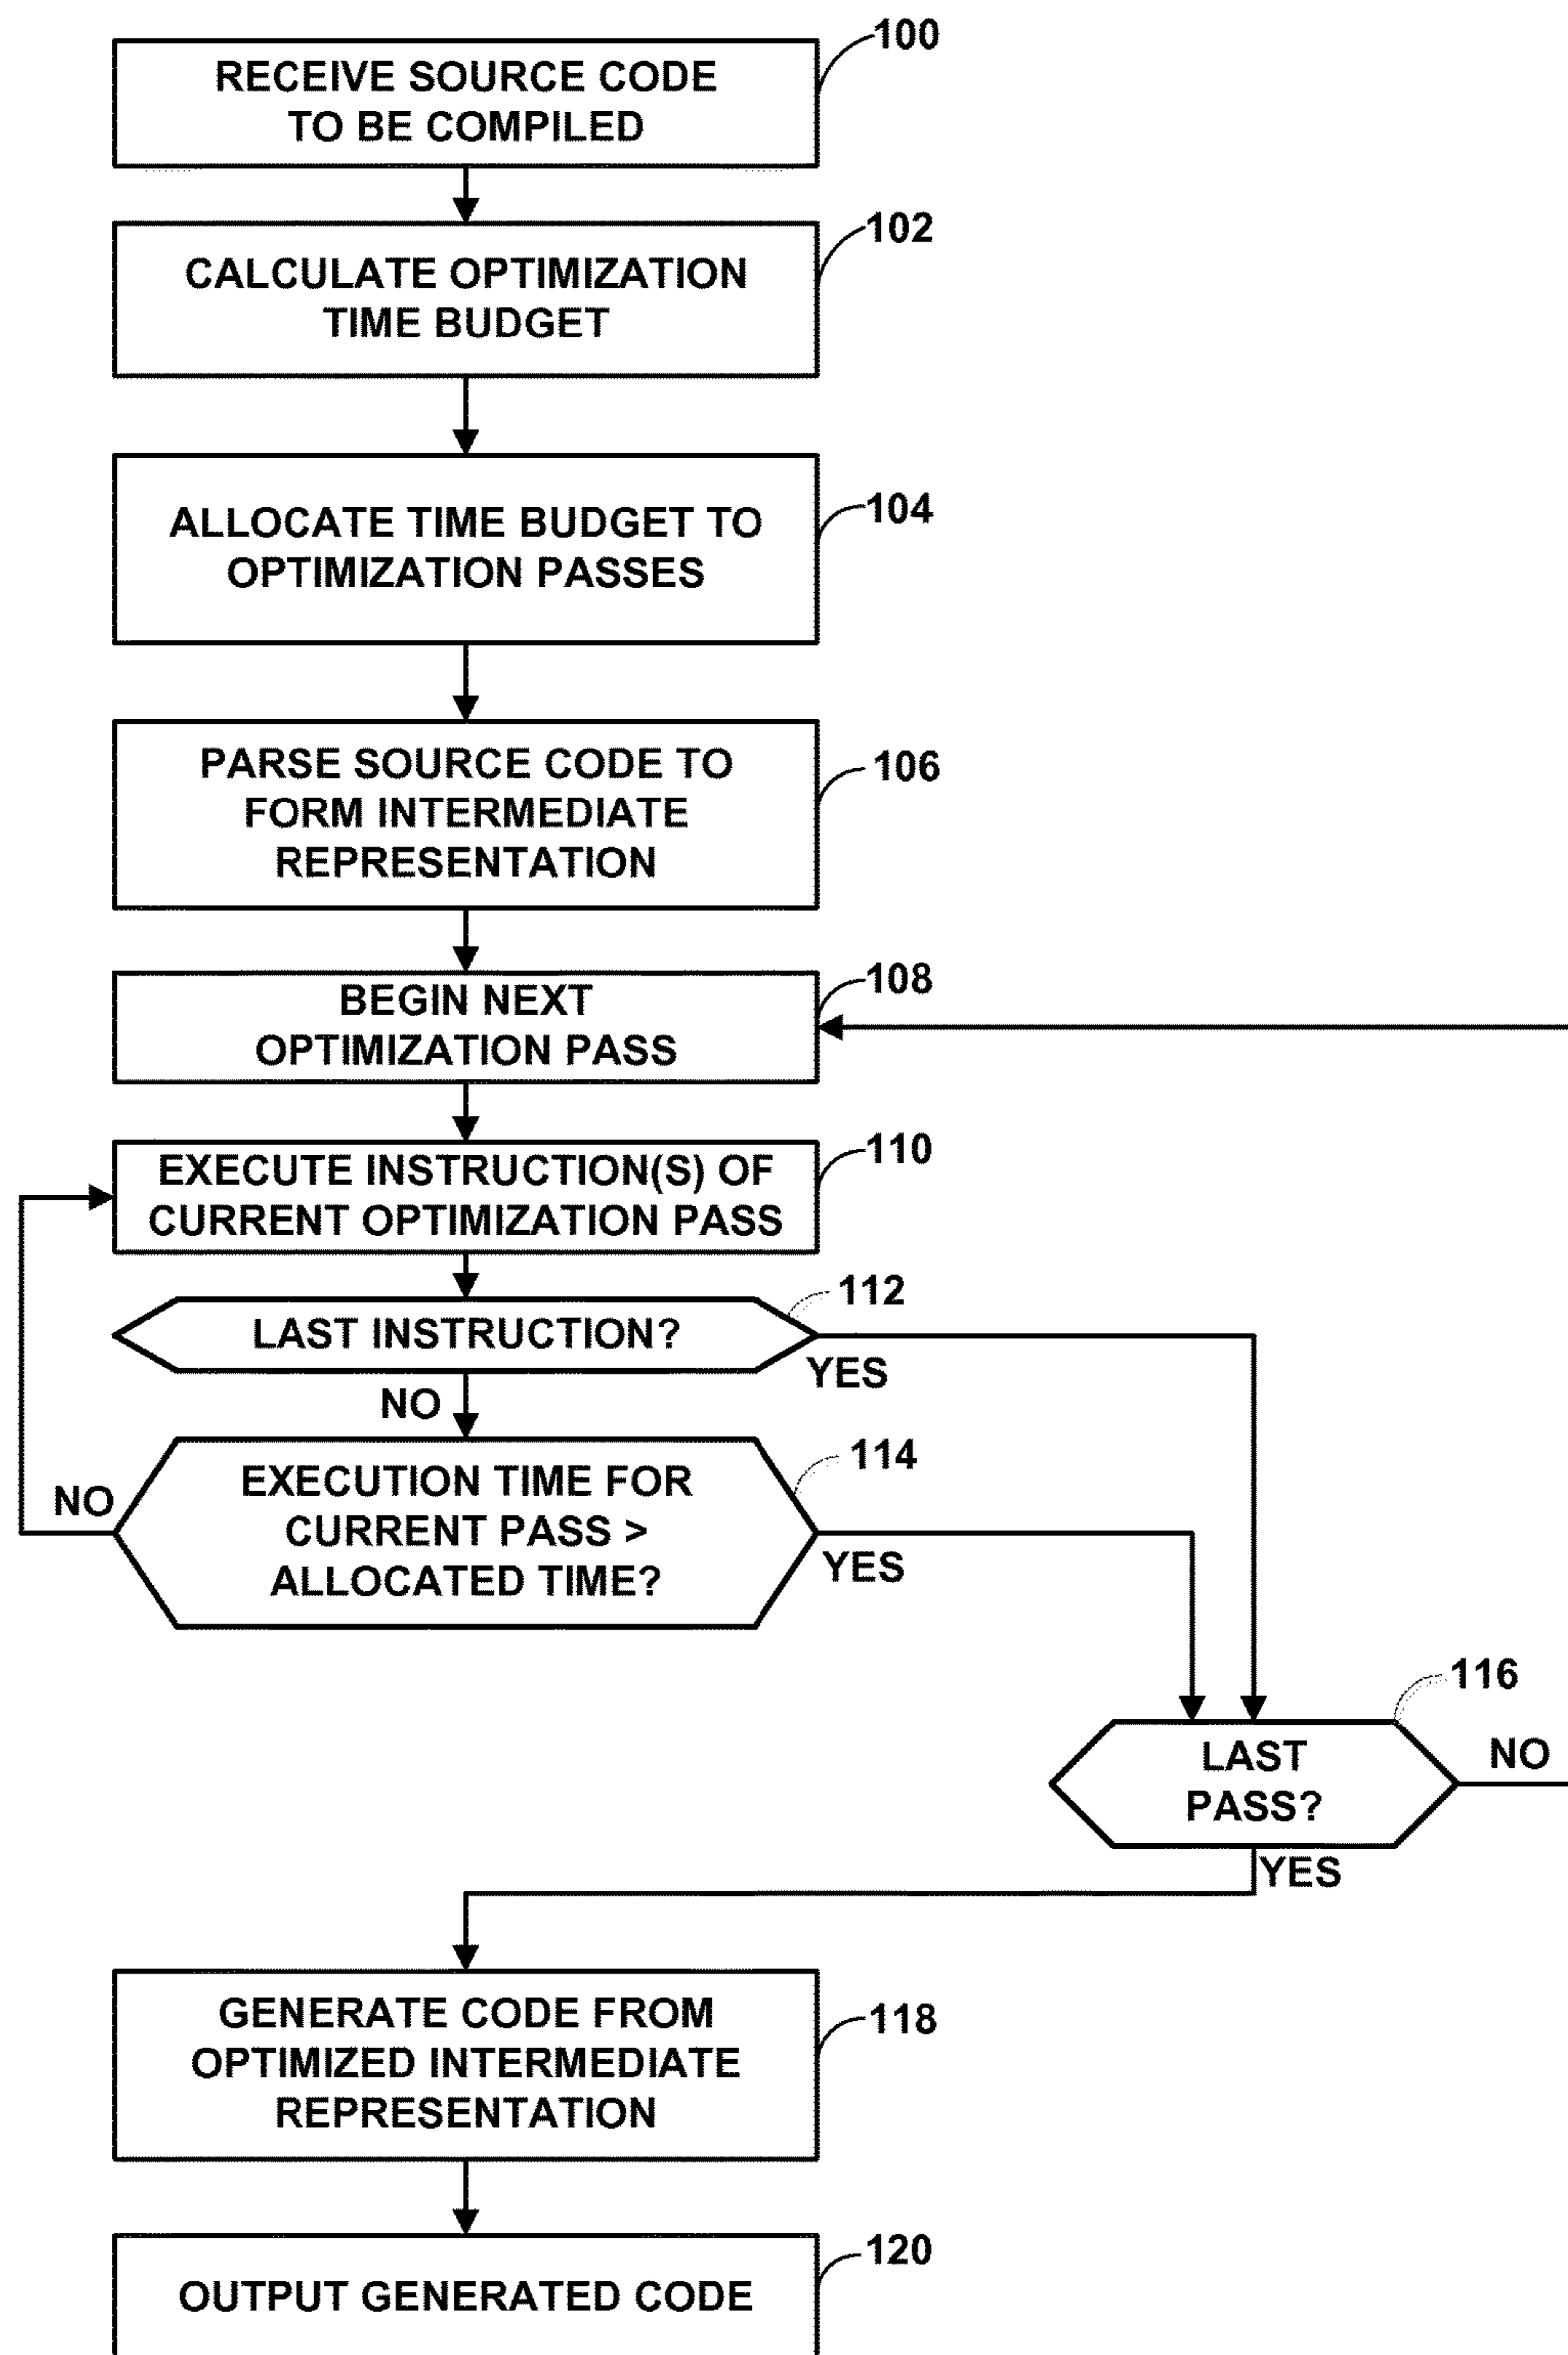 100
RECEIVE SOURCE CODE
TO BE COMPILED
102
CALCULATE OPTIMIZATION
TIME BUDGET
104
ALLOCATE TIME BUDGET TO
OPTIMIZATION PASSES
106
PARSE SOURCE CODE TO
FORM INTERMEDIATE
REPRESENTATION
108
BEGIN NEXT
OPTIMIZATION PASS
110
EXECUTE INSTRUCTION(S) OF
CURRENT OPTIMIZATION PASS
112
LAST INSTRUCTION?
YES
NO
114
EXECUTION TIME FOR
CURRENT PASS >
ALLOCATED TIME?
NO
YES
116
LAST
PASS?
NO
YES
118
GENERATE CODE FROM
OPTIMIZED INTERMEDIATE
REPRESENTATION
120
OUTPUT GENERATED CODE